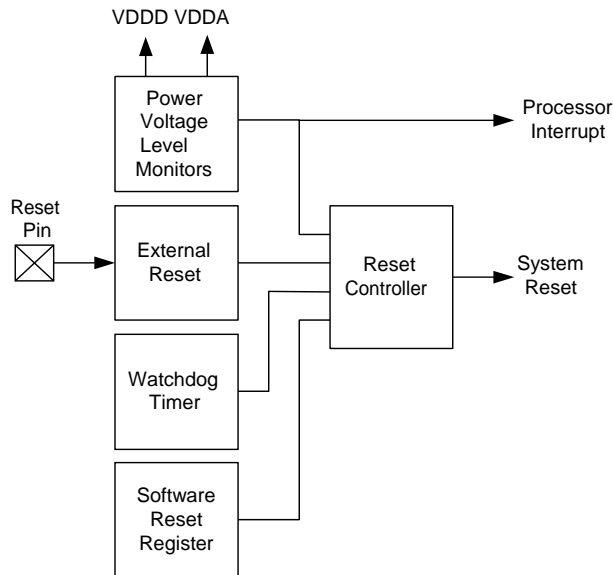 VDDD VDDA
Power
Voltage
Level
Monitors
Processor
Interrupt
Reset
Pin
External
Reset
Reset
Controller
System
Reset
Watchdog
Timer
Software
Reset
Register